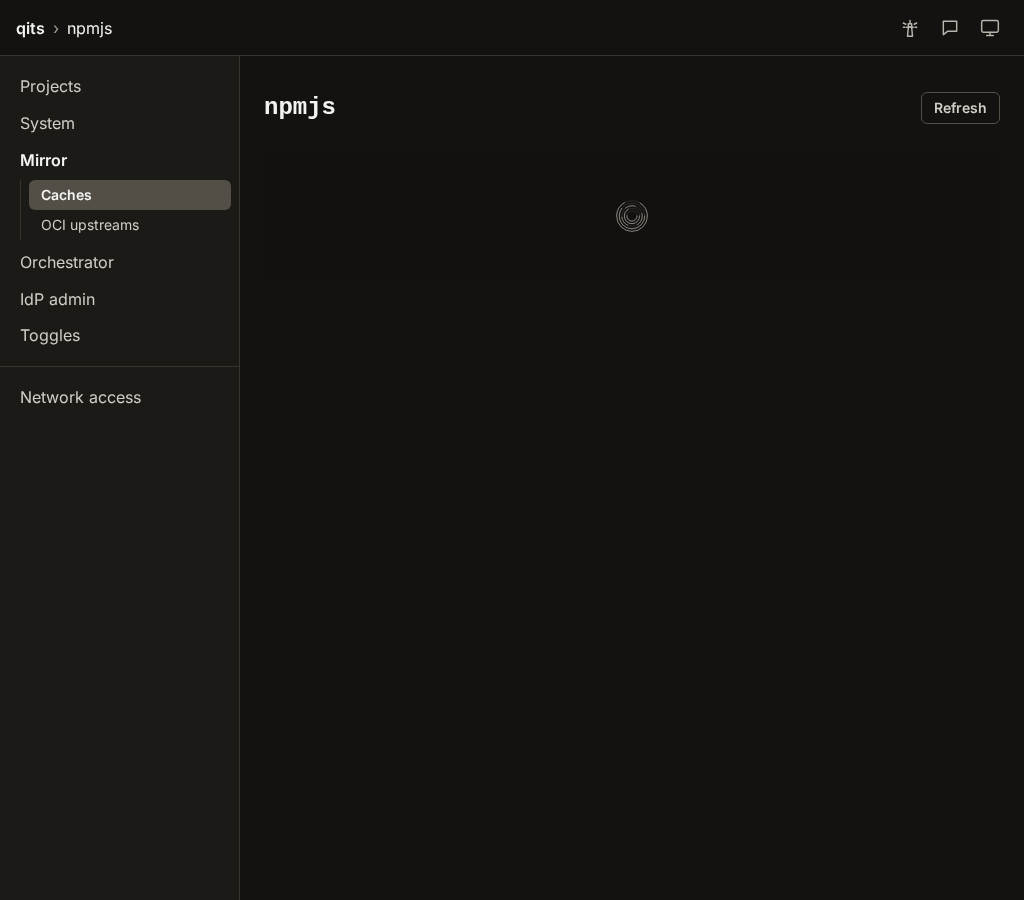 qits › npmjs
Projects
System
Mirror
Caches
OCI upstreams
Orchestrator
IdP admin
Toggles
Network access
npmjs
Refresh